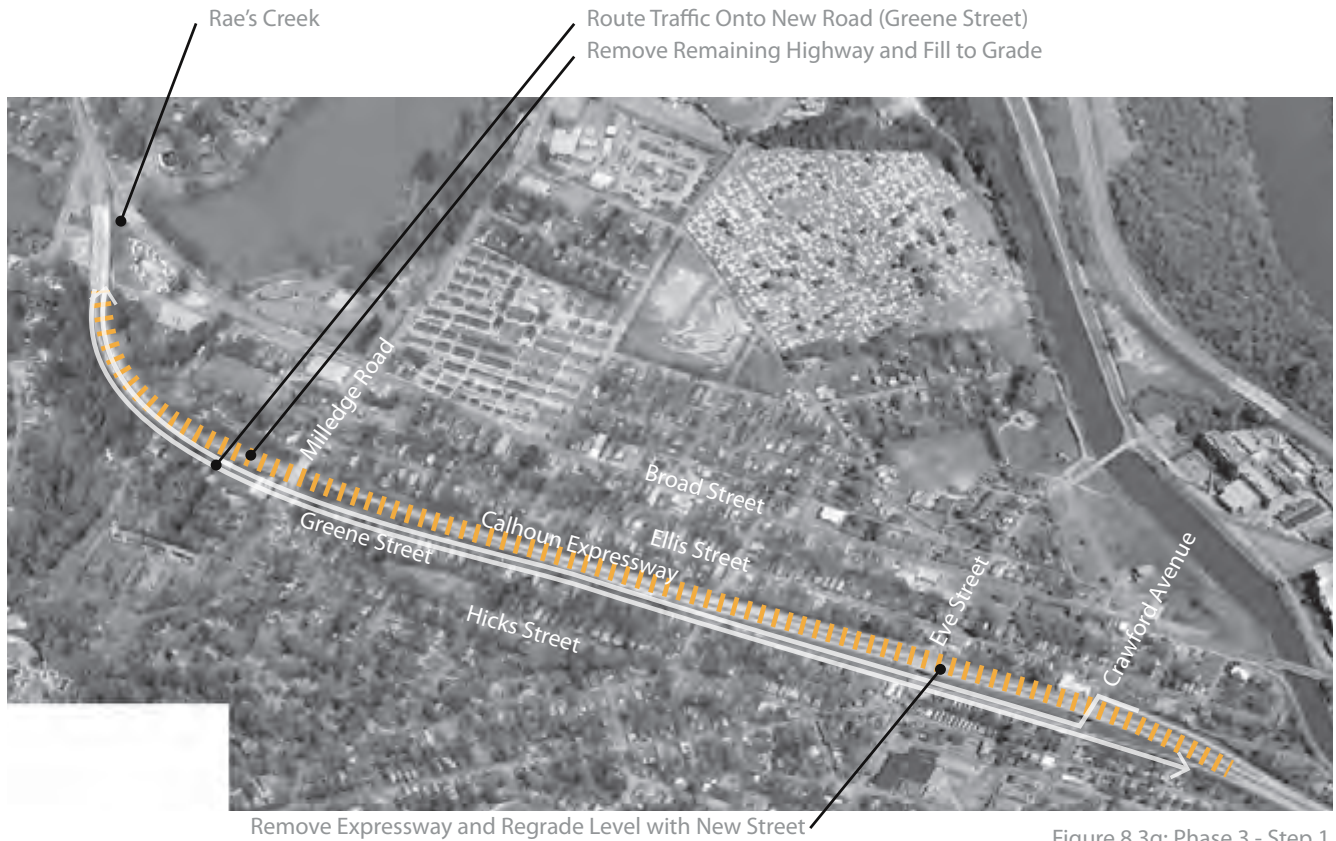 Rae's Creek
Route Traffic Onto New Road (Greene Street)
Remove Remaining Highway and Fill to Grade
Milledge Road
Broad Street
Greene Street
Calhoun Expressway
Ellis Street
Hicks Street
Eve Street
Crawford Avenue
Remove Expressway and Regrade Level with New Street
Figure 8.3g: Phase 3 - Step 1